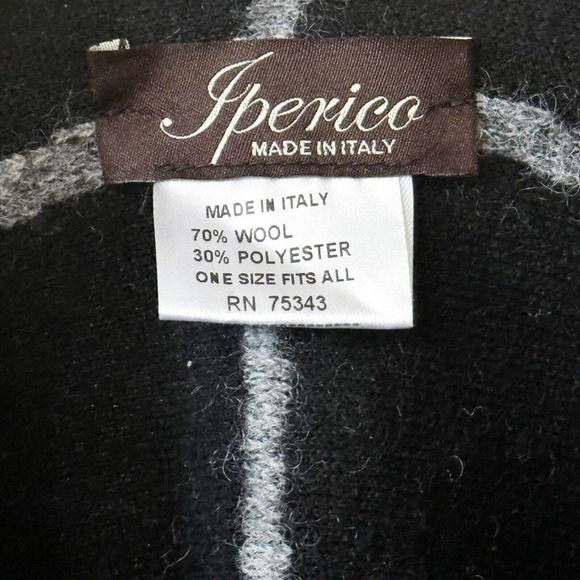 Iperico
MADE IN ITALY
MADE IN ITALY
70% WOOL
30% POLYESTER
ONE SIZE FITS ALL
RN 75343